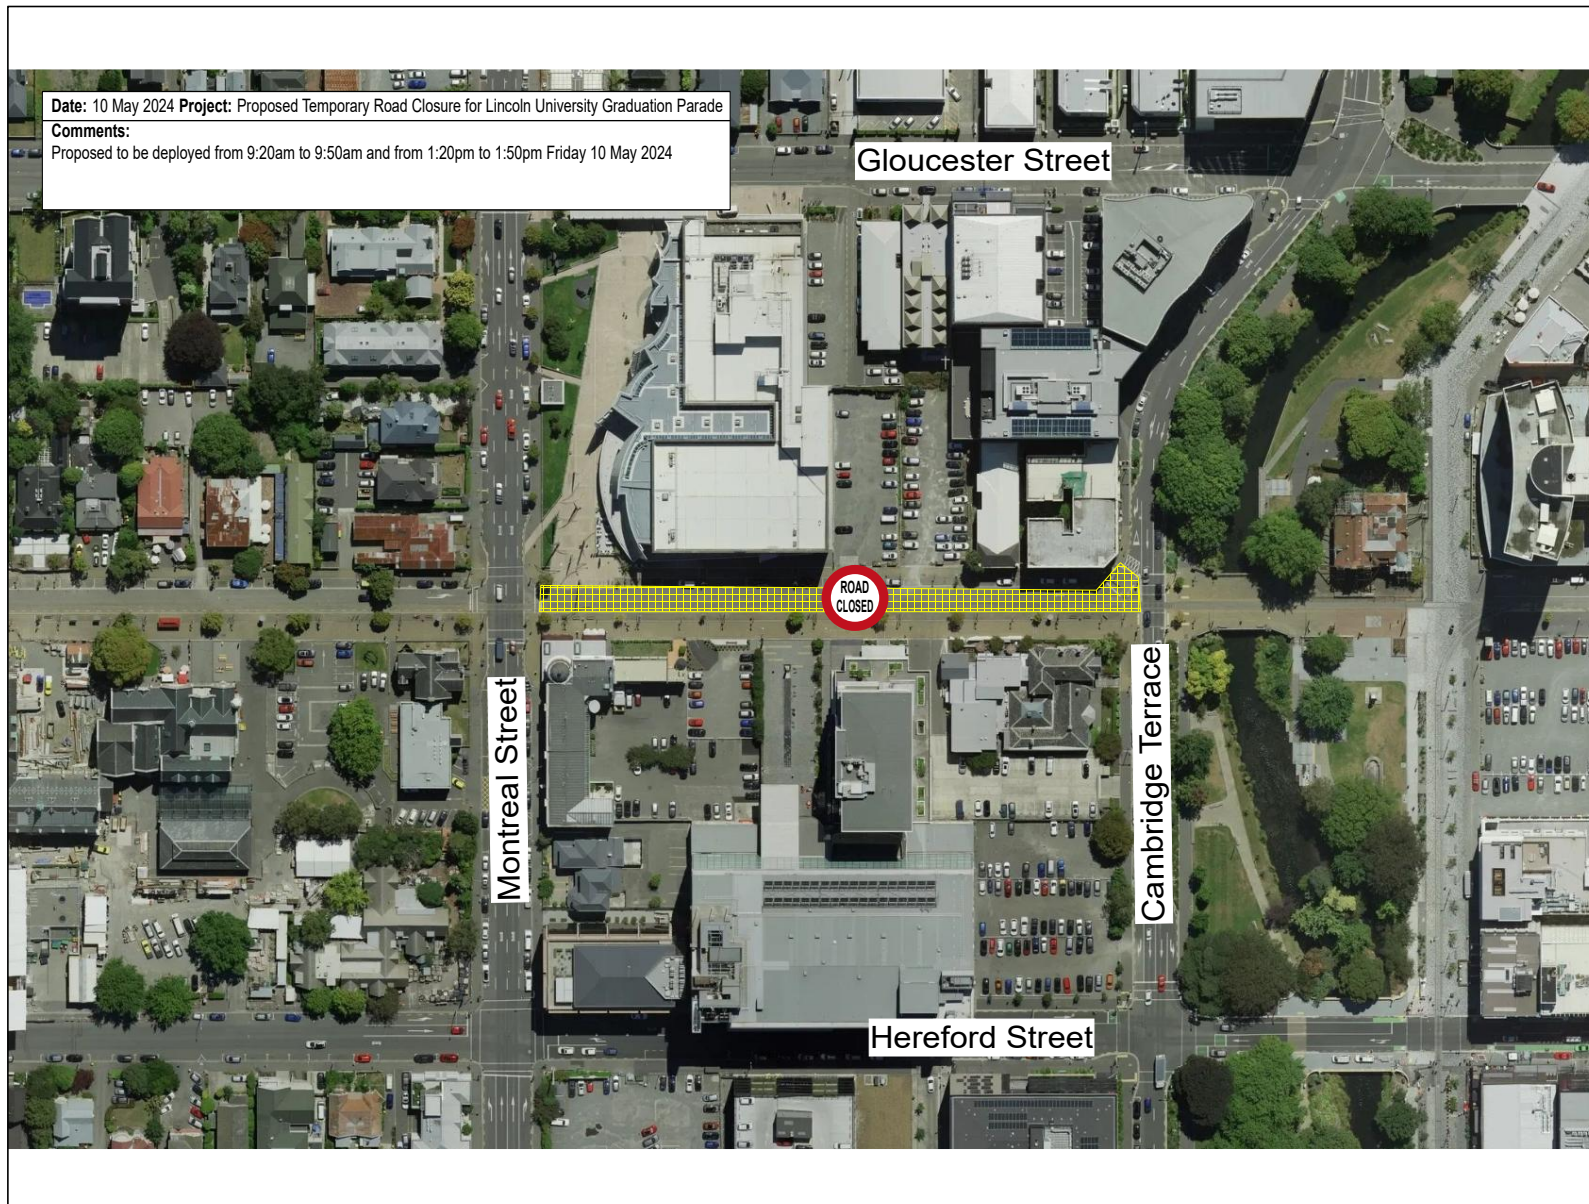 Date: 10 May 2024 Project: Proposed Temporary Road Closure for Lincoln University Graduation Parade
Comments:
Proposed to be deployed from 9:20am to 9:50am and from 1:20pm to 1:50pm Friday 10 May 2024
Gloucester Street
ROAD
CLOSED
Montreal Street
Cambridge Terrace
Hereford Street